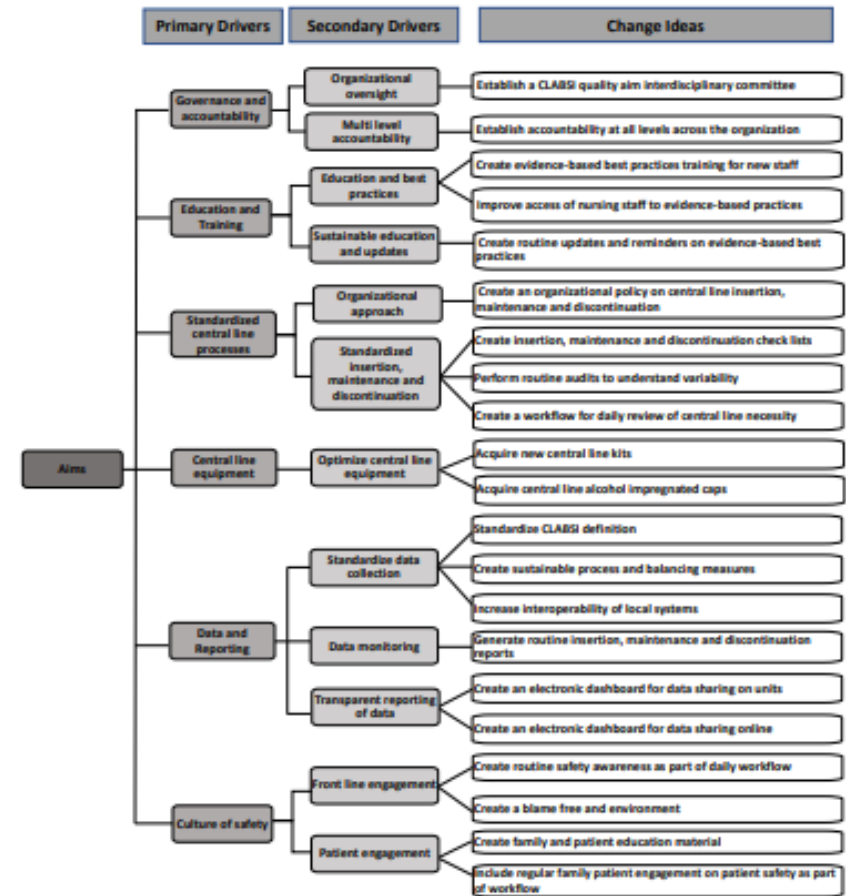 Primary Drivers
Secondary Drivers
Change Ideas
Aims
Governance and
accountability
Organizational
oversight
Establish a CLABSI quality aim interdisciplinary committee
Multi level
accountability
Establish accountability at all levels across the organization
Education and
Training
Education and best
practices
Create evidence-based best practices training for new staff
Improve access of nursing staff to evidence-based practices
Sustainable education
and updates
Create routine updates and reminders on evidence-based best
practices
Standardized
central line
processes
Organizational
approach
Create an organizational policy on central line insertion,
maintenance and discontinuation
Standardized
insertion,
maintenance and
discontinuation
Create insertion, maintenance and discontinuation check lists
Perform routine audits to understand variability
Create a workflow for daily review of central line necessity
Central line
equipment
Optimize central line
equipment
Acquire new central line kits
Acquire central line alcohol impregnated caps
Data and
Reporting
Standardize data
collection
Standardize CLABSI definition
Create sustainable process and balancing measures
Increase interoperability of local systems
Data monitoring
Generate routine insertion, maintenance and discontinuation
reports
Transparent reporting
of data
Create an electronic dashboard for data sharing on units
Create an electronic dashboard for data sharing online
Culture of safety
Front line engagement
Create routine safety awareness as part of daily workflow
Create a blame free and environment
Patient engagement
Create family and patient education material
Include regular family patient engagement on patient safety as part
of workflow